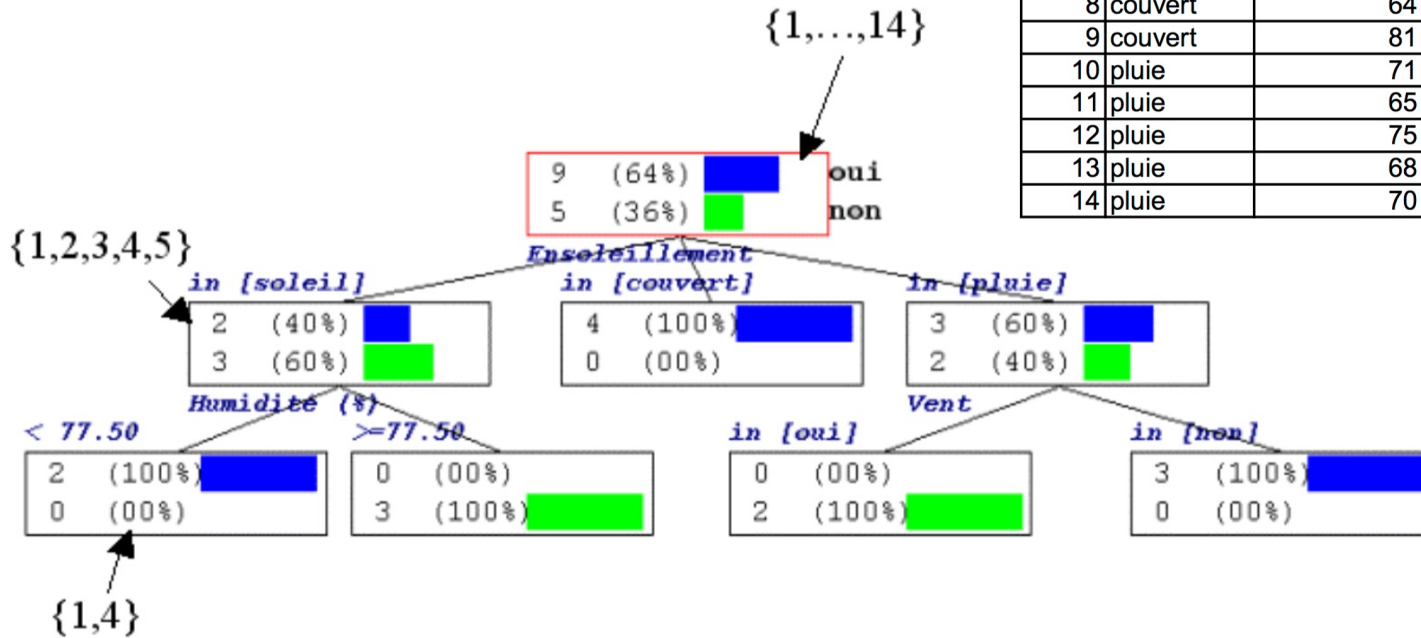 {1,…,14}
8 couvert 64
9 couvert 81
10 pluie 71
11 pluie 65
12 pluie 75
13 pluie 68
14 pluie 70
9 (64%) oui
5 (36%) non
{1,2,3,4,5}
Ensoleillement
in [soleil]
2 (40%)
3 (60%)
in [couvert]
4 (100%)
0 (00%)
in [pluie]
3 (60%)
2 (40%)
Humidité (%)
Vent
< 77.50
2 (100%)
0 (00%)
>=77.50
0 (00%)
3 (100%)
in [oui]
0 (00%)
2 (100%)
in [non]
3 (100%)
0 (00%)
{1,4}